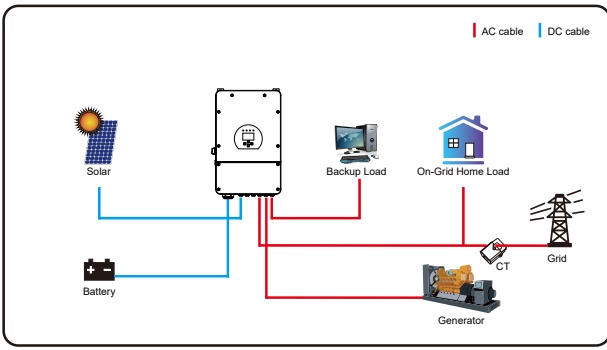 AC cable
DC cable
Solar
Backup Load
On-Grid Home Load
CT
Grid
Battery
Generator